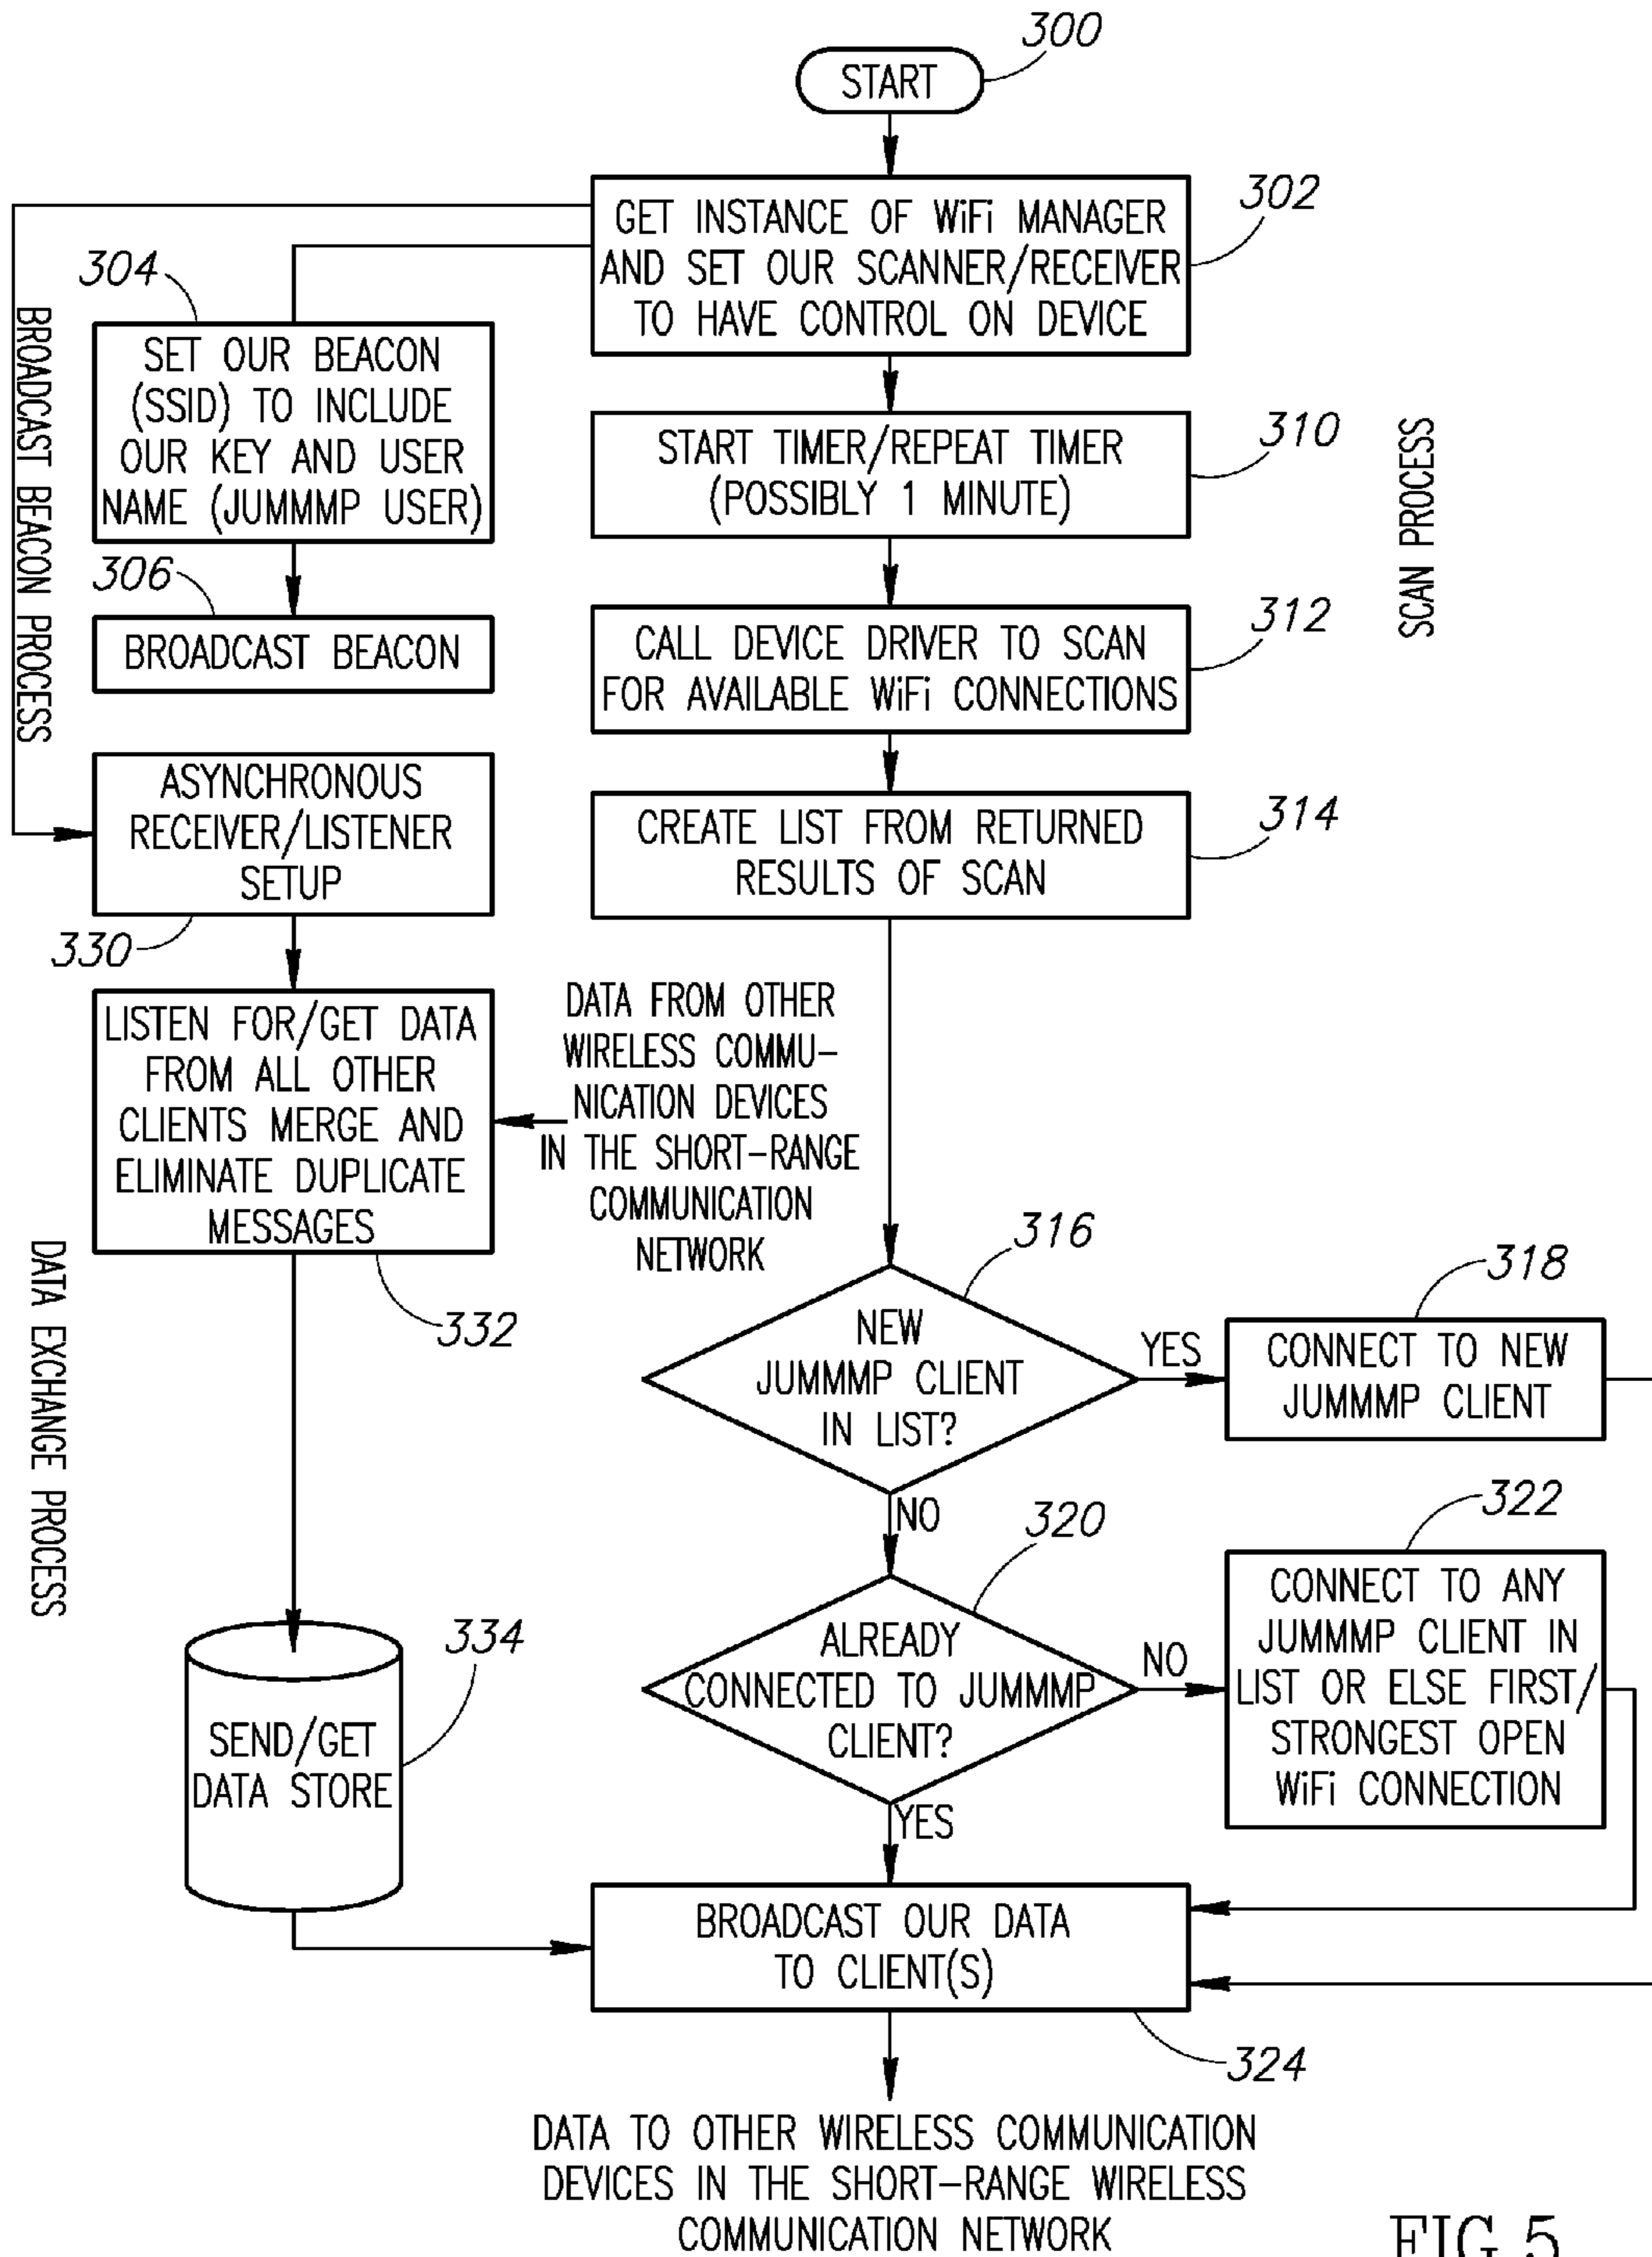 300
START
GET INSTANCE OF WiFi MANAGER
AND SET OUR SCANNER/RECEIVER
TO HAVE CONTROL ON DEVICE
302
304
SET OUR BEACON
(SSID) TO INCLUDE
OUR KEY AND USER
NAME (JUMMMP USER)
BROADCAST BEACON PROCESS
START TIMER/REPEAT TIMER
(POSSIBLY 1 MINUTE)
310
SCAN PROCESS
306
BROADCAST BEACON
CALL DEVICE DRIVER TO SCAN
FOR AVAILABLE WiFi CONNECTIONS
312
ASYNCHRONOUS
RECEIVER/LISTENER
SETUP
330
CREATE LIST FROM RETURNED
RESULTS OF SCAN
314
LISTEN FOR/GET DATA
FROM ALL OTHER
CLIENTS MERGE AND
ELIMINATE DUPLICATE
MESSAGES
332
DATA FROM OTHER
WIRELESS COMMU-
NICATION DEVICES
IN THE SHORT-RANGE
COMMUNICATION
NETWORK
DATA EXCHANGE PROCESS
316
NEW
JUMMMP CLIENT
IN LIST?
YES
318
CONNECT TO NEW
JUMMMP CLIENT
NO
320
ALREADY
CONNECTED TO JUMMMP
CLIENT?
NO
322
CONNECT TO ANY
JUMMMP CLIENT IN
LIST OR ELSE FIRST/
STRONGEST OPEN
WiFi CONNECTION
YES
334
SEND/GET
DATA STORE
BROADCAST OUR DATA
TO CLIENT(S)
324
DATA TO OTHER WIRELESS COMMUNICATION
DEVICES IN THE SHORT-RANGE WIRELESS
COMMUNICATION NETWORK
FIG.5